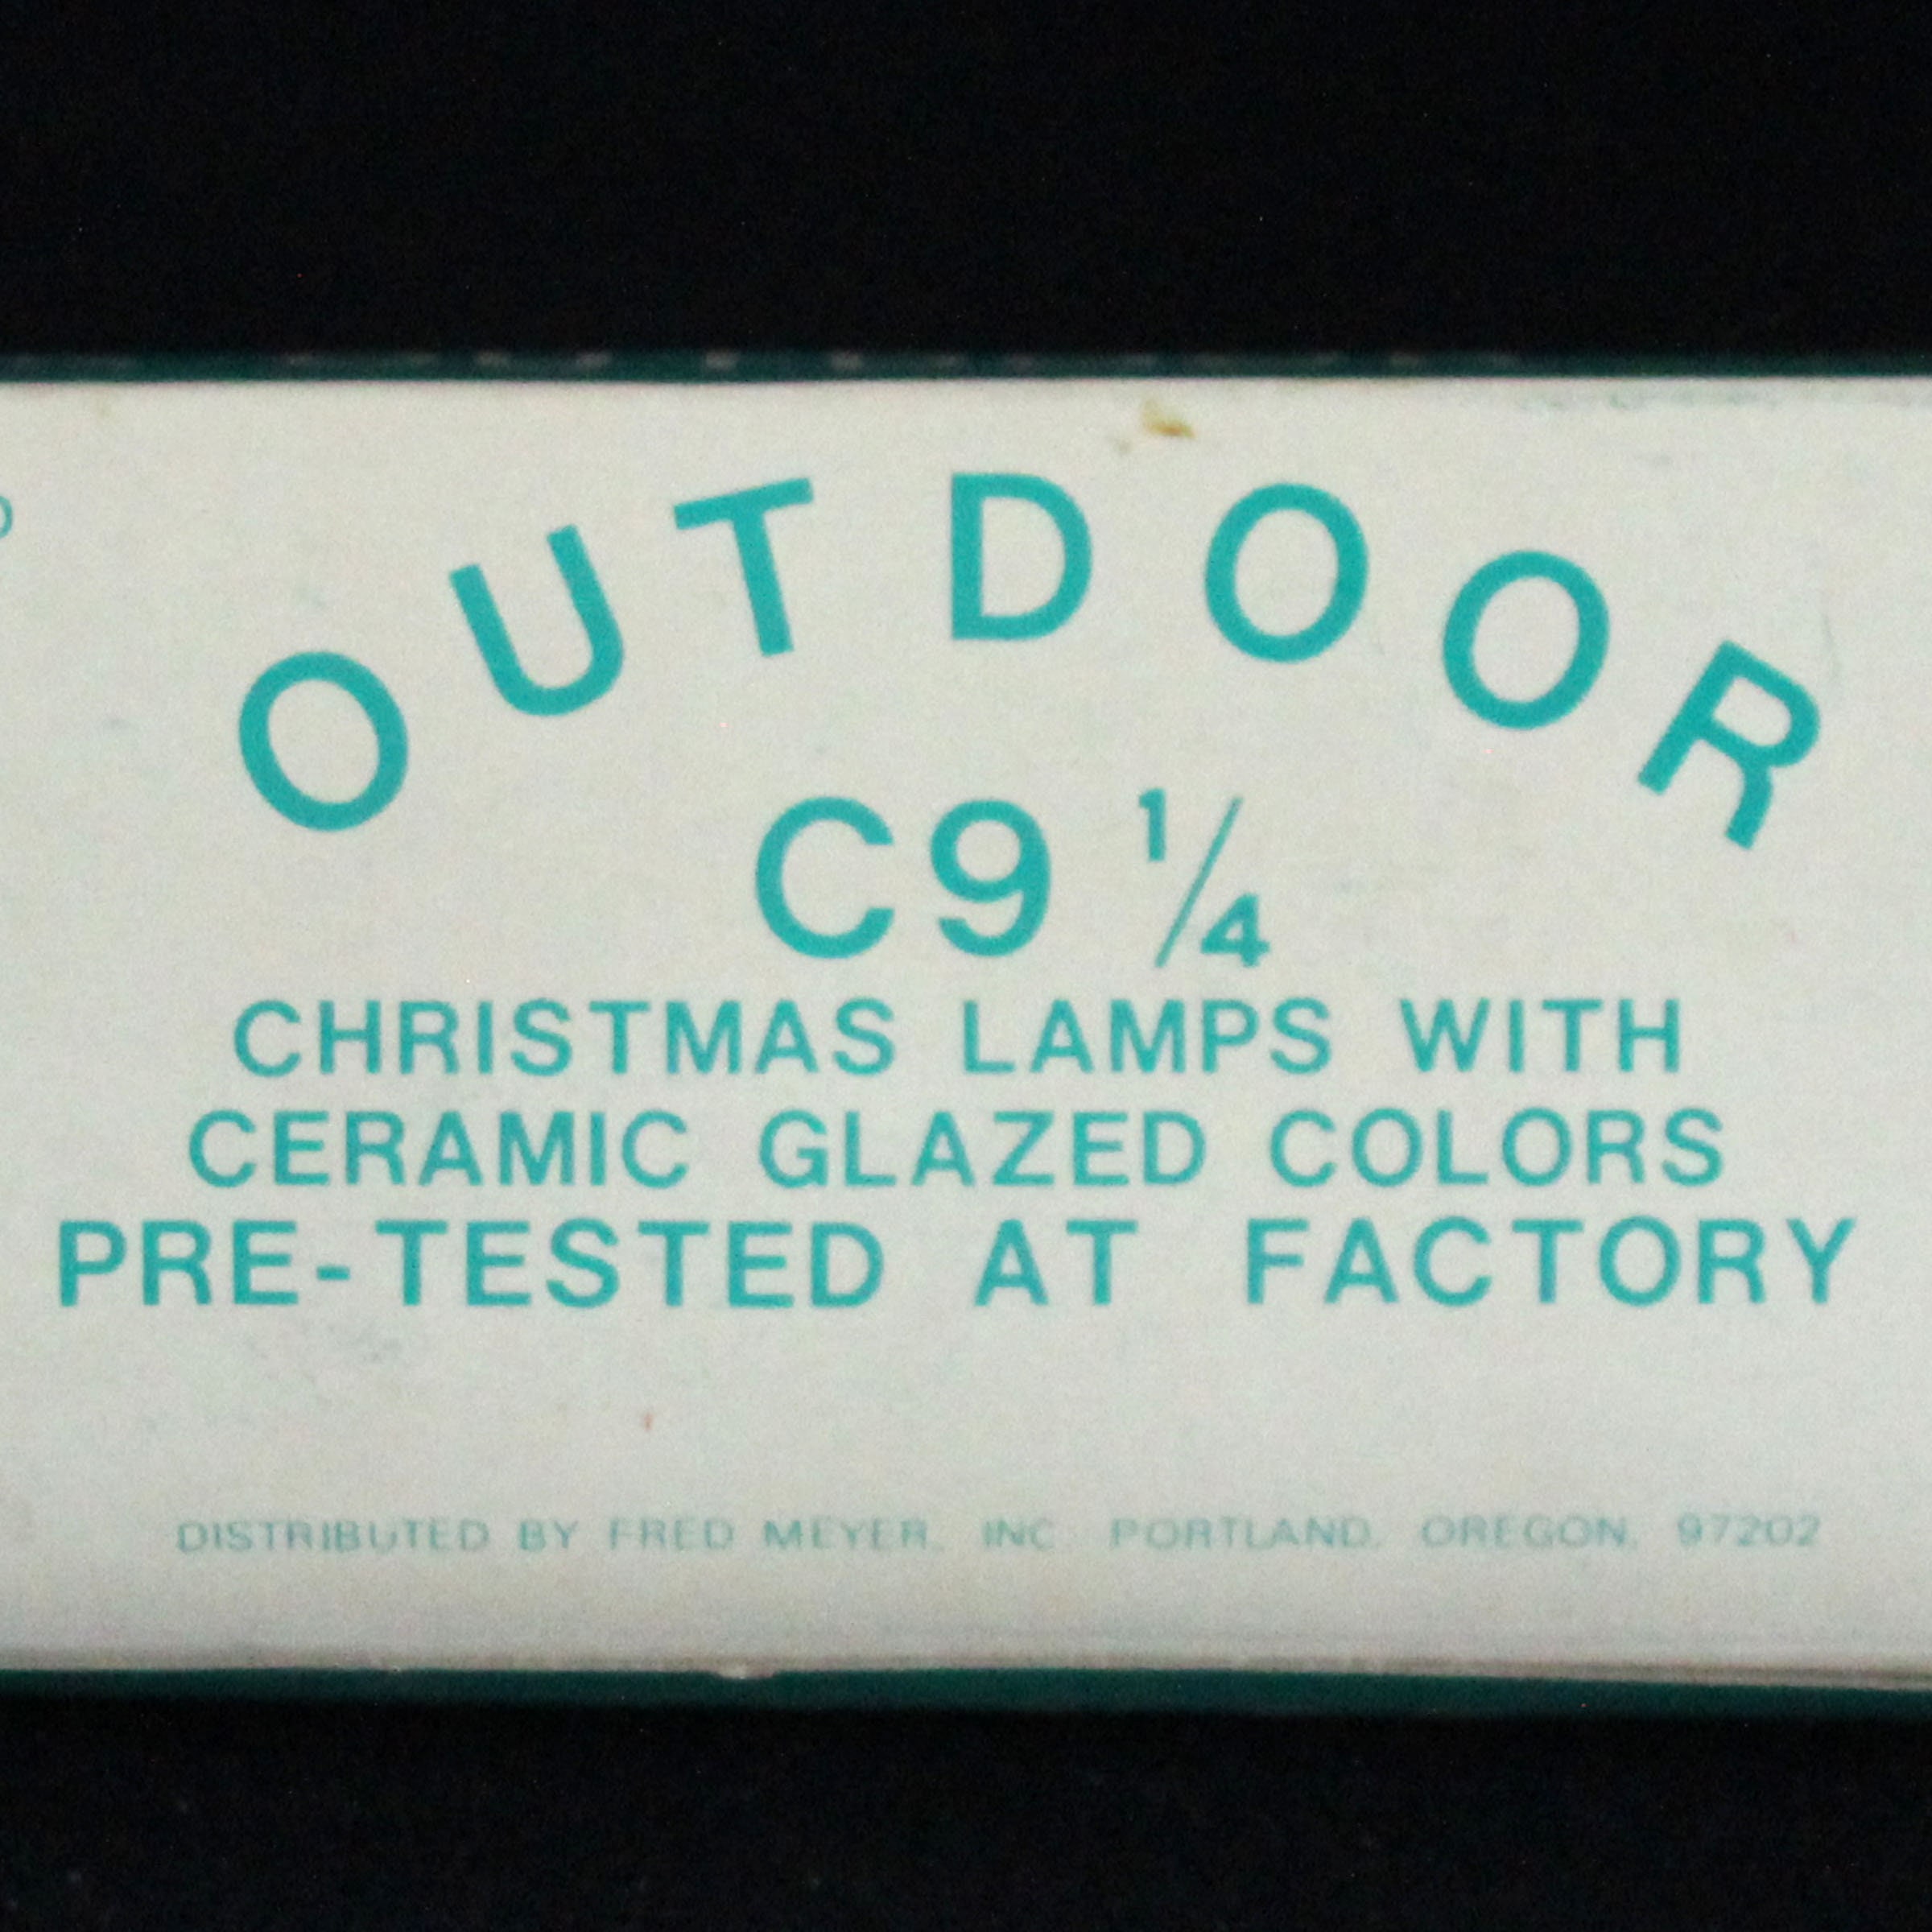 OUTDOOR
C9 1/4
CHRISTMAS LAMPS WITH
CERAMIC GLAZED COLORS
PRE-TESTED AT FACTORY
DISTRIBUTED BY FRED MEYER, INC. PORTLAND, OREGON, 97202